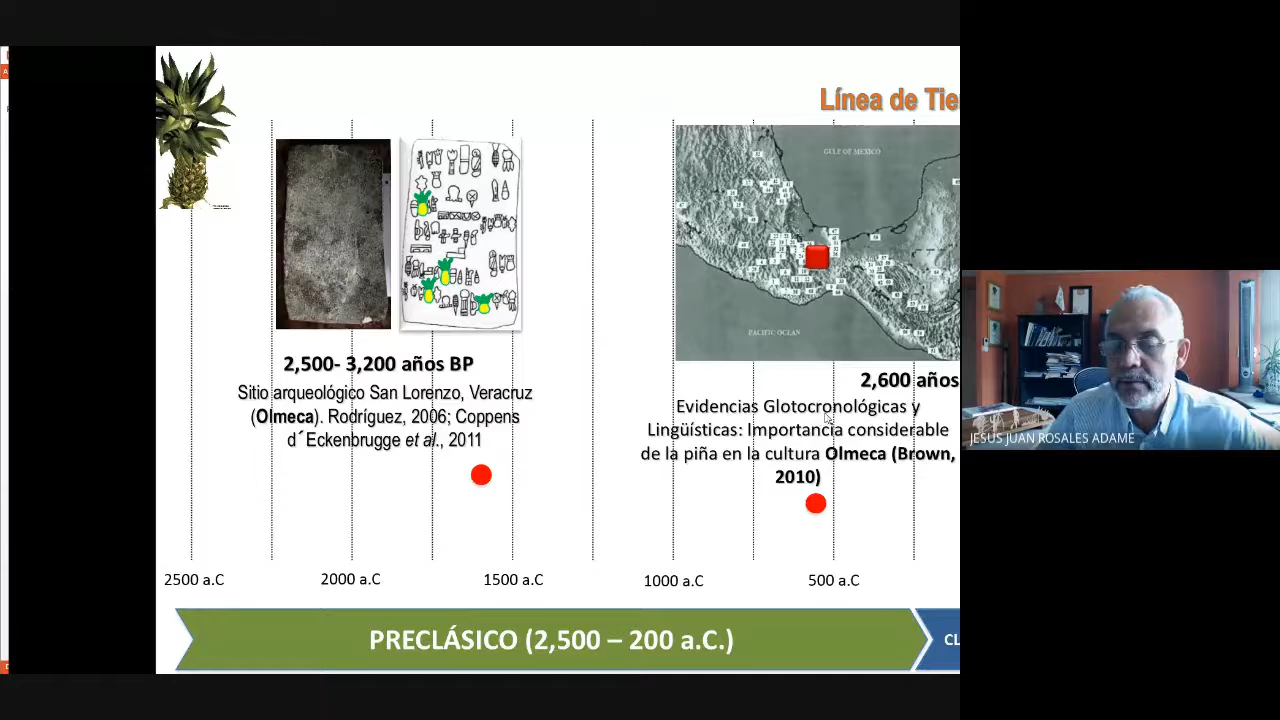 Línea de Tie
GULF OF MEXICO
PACIFIC OCEAN
2,500- 3,200 años BP
Sitio arqueológico San Lorenzo, Veracruz
(Olmeca). Rodríguez, 2006; Coppens
d´Eckenbrugge et al., 2011
2,600 años
Evidencias Glotocronológicas y
Lingüísticas: Importancia considerable
de la piña en la cultura Olmeca (Brown,
2010)
2500 a.C
2000 a.C
1500 a.C
1000 a.C
500 a.C
PRECLÁSICO (2,500 – 200 a.C.)
CL
JESUS JUAN ROSALES ADAME